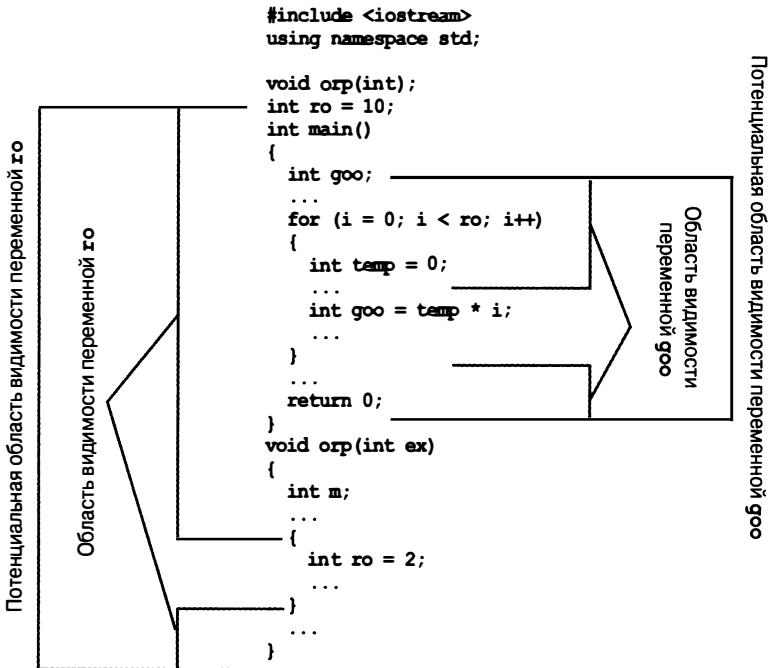 #include <iostream>
using namespace std;
void orp(int);
int ro = 10;
int main()
{
int goo;
...
for (i = 0; i < ro; i++)
{
int temp = 0;
...
int goo = temp * i;
...
}
...
return 0;
}
void orp(int ex)
{
int m;
...
{
int ro = 2;
...
}
...
}
Потенциальная область видимости переменной ro
Область видимости переменной ro
Область видимости
переменной goo
Потенциальная область видимости переменной goo